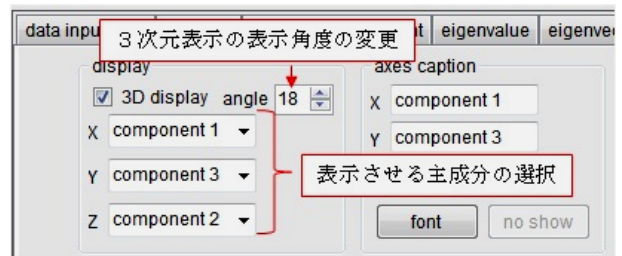 data inpu
３次元表示の表示角度の変更
eigenvalue
eigenvec
display
axes caption
3D display angle 18
X component 1
X component 1
Y component 3
Y component 3
表示させる主成分の選択
Z component 2
font
no show